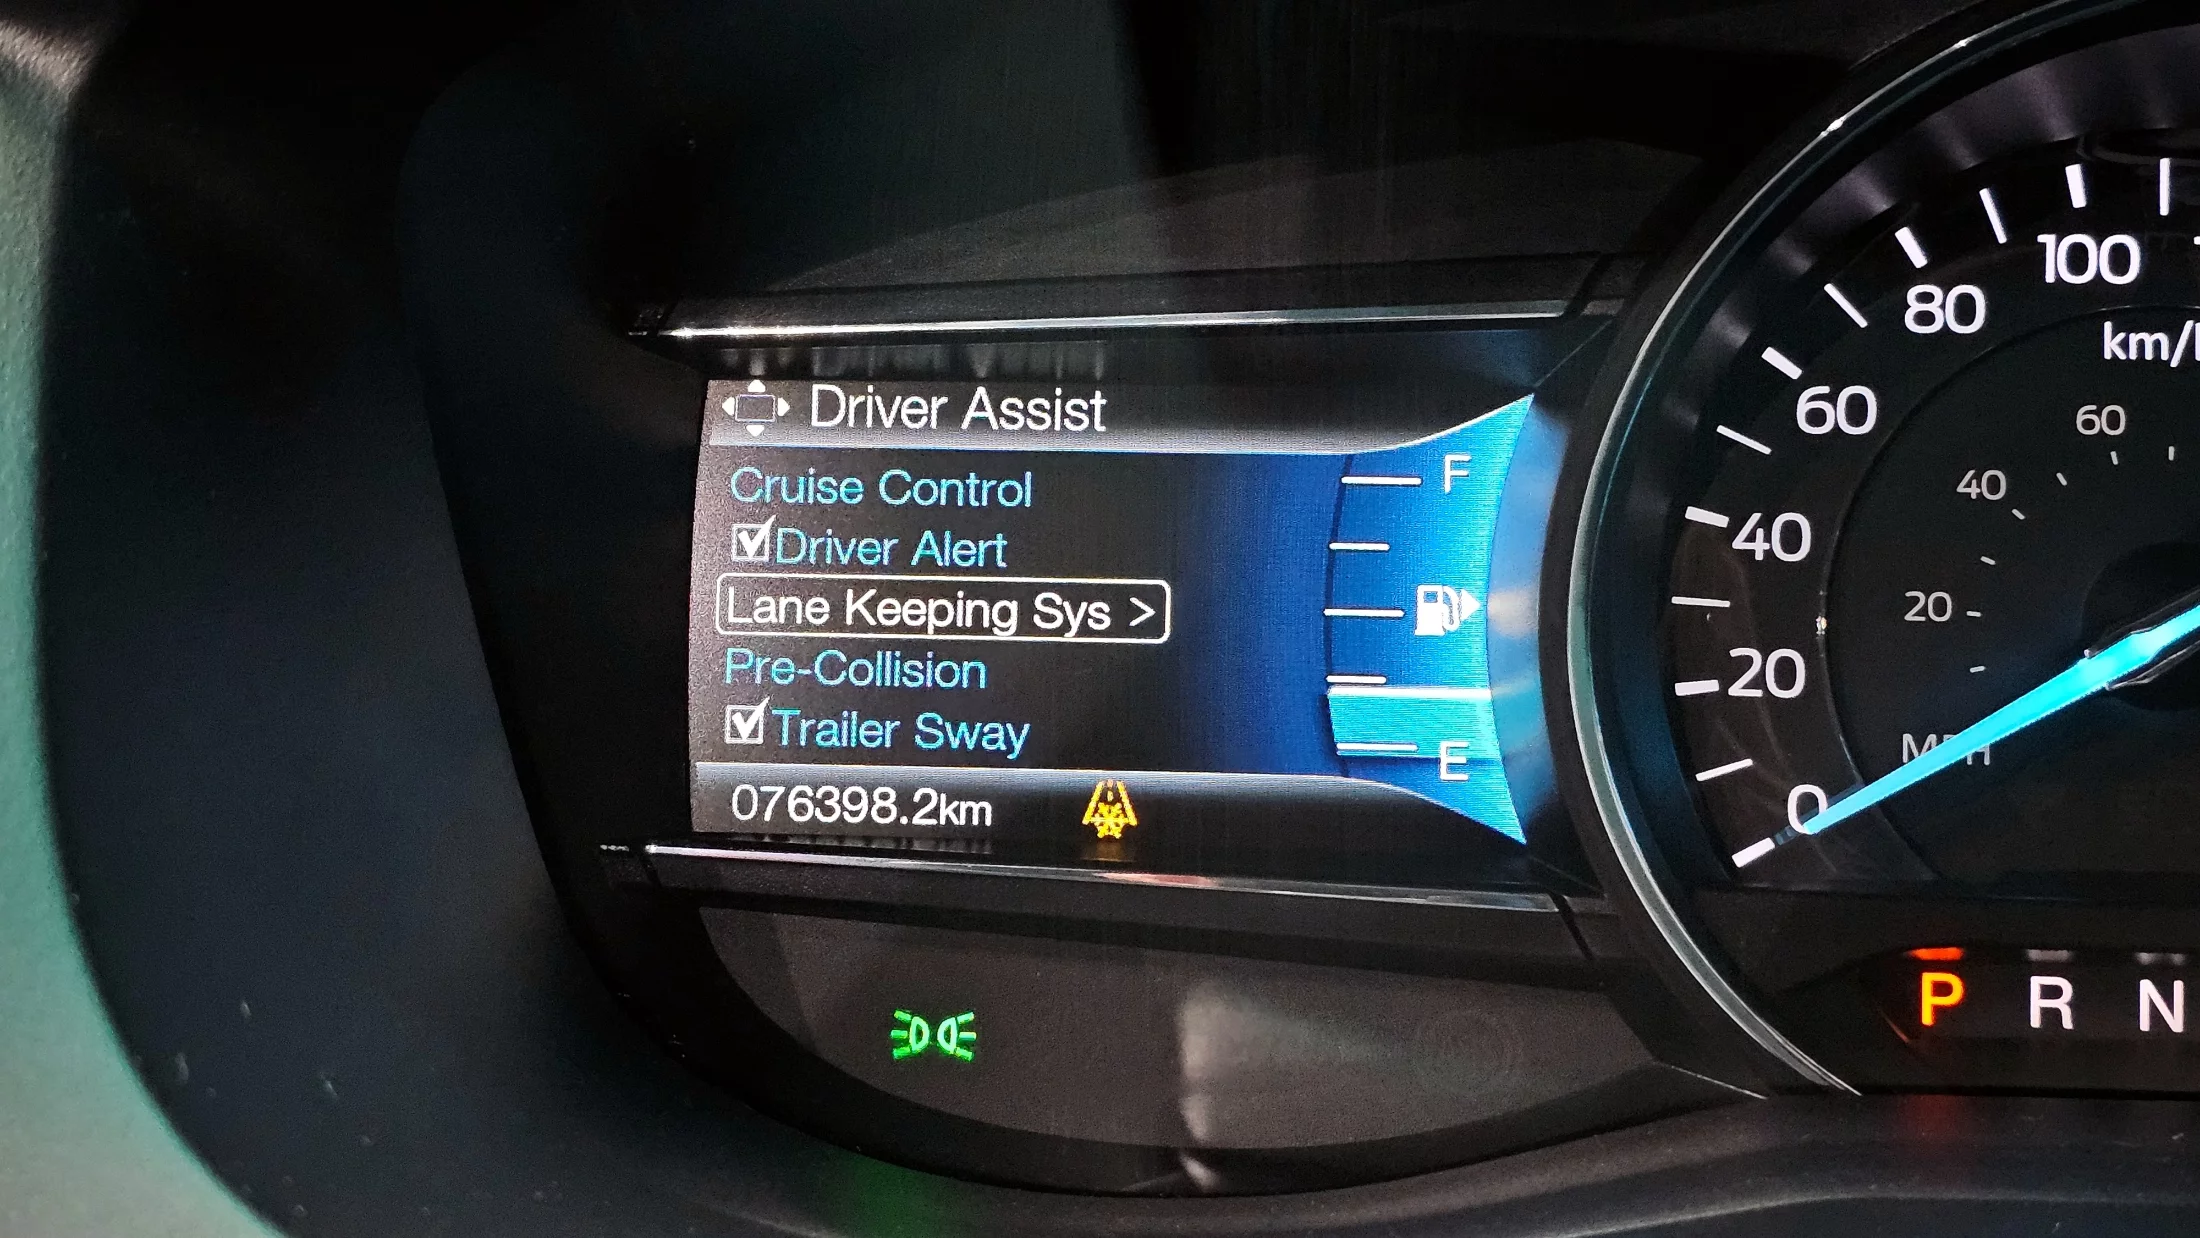 Driver Assist
Cruise Control
Driver Alert
Lane Keeping Sys >
Pre-Collision
Trailer Sway
076398.2km
F
E
0
20
40
60
80
100
km/
20
40
60
MPH
P R N